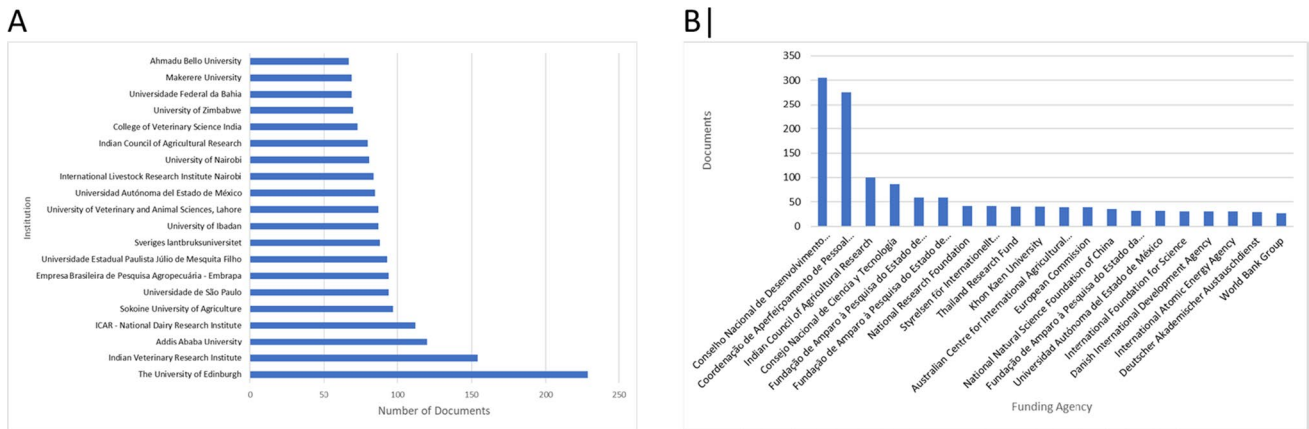 A
Ahmadu Bello University
Makerere University
Universidade Federal da Bahia
University of Zimbabwe
College of Veterinary Science India
Indian Council of Agricultural Research
University of Nairobi
International Livestock Research Institute Nairobi
Universidad Autónoma del Estado de México
University of Veterinary and Animal Sciences, Lahore
University of Ibadan
Sveriges lantbruksuniversitet
Universidade Estadual Paulista Júlio de Mesquita Filho
Empresa Brasileira de Pesquisa Agropecuária - Embrapa
Universidade de São Paulo
Sokoine University of Agriculture
ICAR - National Dairy Research Institute
Addis Ababa University
Indian Veterinary Research Institute
The University of Edinburgh
Institution
0 50 100 150 200 250
Number of Documents
B|
350
300
250
200
150
100
50
0
Documents
Conselho Nacional de Desenvolvimento...
Coordenação de Aperfeiçoamento de Pessoal...
Indian Council of Agricultural Research
Consejo Nacional de Ciencia y Tecnología
Fundação de Amparo à Pesquisa do Estado de...
Fundação de Amparo à Pesquisa do Estado de...
National Research Foundation
Styrelsen för Internationellt...
Thailand Research Fund
Khon Kaen University
Australian Centre for International Agricultural...
European Commission
National Natural Science Foundation of China
Fundação de Amparo à Pesquisa do Estado da...
Universidad Autónoma del Estado de México
International Foundation for Science
Danish International Development Agency
International Atomic Energy Agency
Deutscher Akademischer Austauschdienst
World Bank Group
Funding Agency